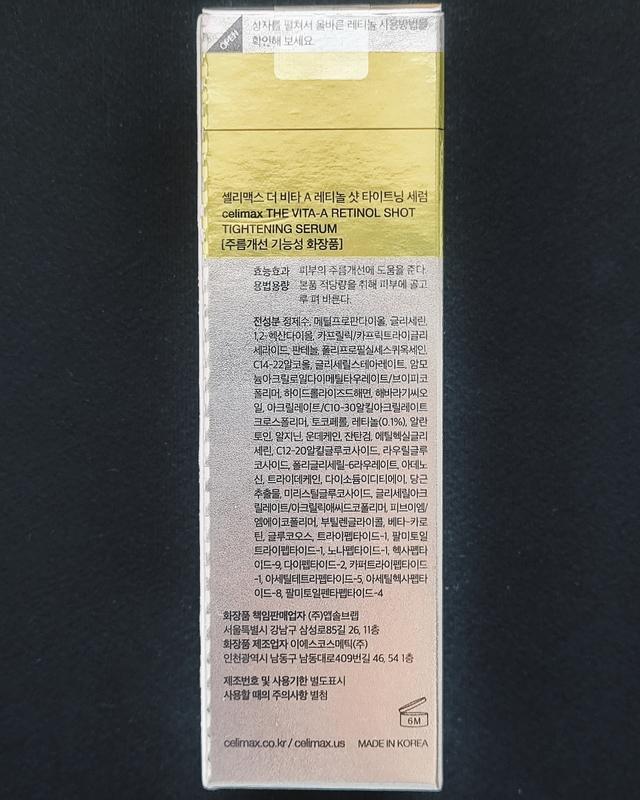 OPEN
상자를 펼쳐서 올바른 레티놀 사용방법을
확인해 보세요.
셀리맥스 더 비타 A 레티놀 샷 타이트닝 세럼
celimax THE VITA-A RETINOL SHOT
TIGHTENING SERUM
[주름개선 기능성 화장품]
효능효과 피부의 주름개선에 도움을 준다.
용법용량 본품 적당량을 취해 피부에 골고
루 펴 바른다.
전성분 정제수, 메틸프로판다이올, 글리세린,
1,2-헥산다이올, 카프릴릭/카프릭트라이글리
세라이드, 판테놀, 폴리프로필실세스퀴옥세인,
C14-22알코올, 글리세릴스테아레이트, 암모
늄아크릴로일다이메틸타우레이트/브이피코
폴리머, 하이드롤라이즈드해면, 해바라기씨오
일, 아크릴레이트/C10-30알킬아크릴레이트
크로스폴리머, 토코페롤, 레티놀(0.1%), 알란
토인, 알지닌, 운데케인, 잔탄검, 에틸헥실글리
세린, C12-20알킬글루코사이드, 라우릴글루
코사이드, 폴리글리세릴-6라우레이트, 아데노
신, 트라이데케인, 다이소듐이디티에이, 당근
추출물, 미리스틸글루코사이드, 글리세릴아크
릴레이트/아크릴릭애씨드코폴리머, 피브이엠/
엠에이코폴리머, 부틸렌글라이콜, 베타-카로
틴, 글루코오스, 트라이펩타이드-1, 팔미토일
트라이펩타이드-1, 노나펩타이드-1, 헥사펩타
이드-9, 다이펩타이드-2, 카퍼트라이펩타이드
-1, 아세틸테트라펩타이드-5, 아세틸헥사펩타
이드-8, 팔미토일펜타펩타이드-4
화장품 책임판매업자 (주)앱솔브랩
서울특별시 강남구 삼성로85길 26, 11층
화장품 제조업자 이에스코스메틱(주)
인천광역시 남동구 남동대로409번길 46, 54 1층
제조번호 및 사용기한 별도표시
사용할 때의 주의사항 별첨
6M
celimax.co.kr / celimax.us MADE IN KOREA